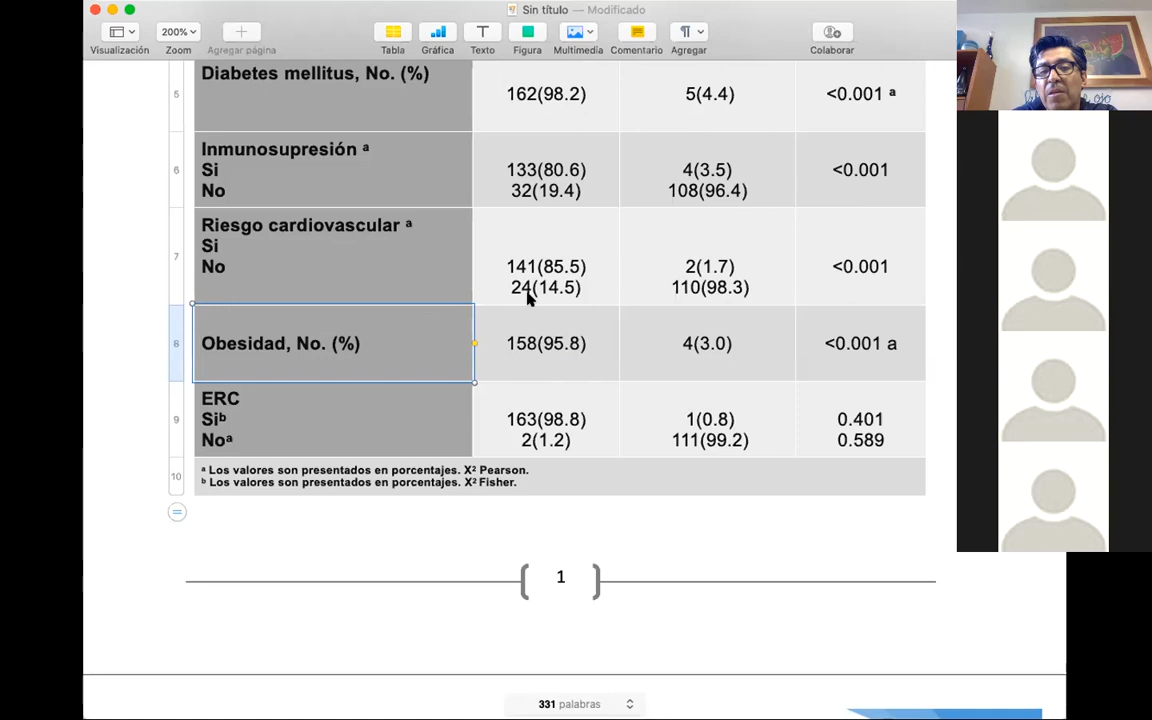 Sin título — Modificado
200%
Visualización
Zoom
Agregar página
Tabla
Gráfica
Texto
Figura
Multimedia
Comentario
Agregar
Colaborar
5
Diabetes mellitus, No. (%)
162(98.2)
5(4.4)
<0.001 ª
6
Inmunosupresión ª
Si 133(80.6) 4(3.5) <0.001
No 32(19.4) 108(96.4)
7
Riesgo cardiovascular ª
Si
No 141(85.5) 2(1.7) <0.001
24(14.5) 110(98.3)
8
Obesidad, No. (%) 158(95.8) 4(3.0) <0.001 a
9
ERC
Siᵇ 163(98.8) 1(0.8) 0.401
Noª 2(1.2) 111(99.2) 0.589
10
ª Los valores son presentados en porcentajes. X² Pearson.
ᵇ Los valores son presentados en porcentajes. X² Fisher.
1
331 palabras